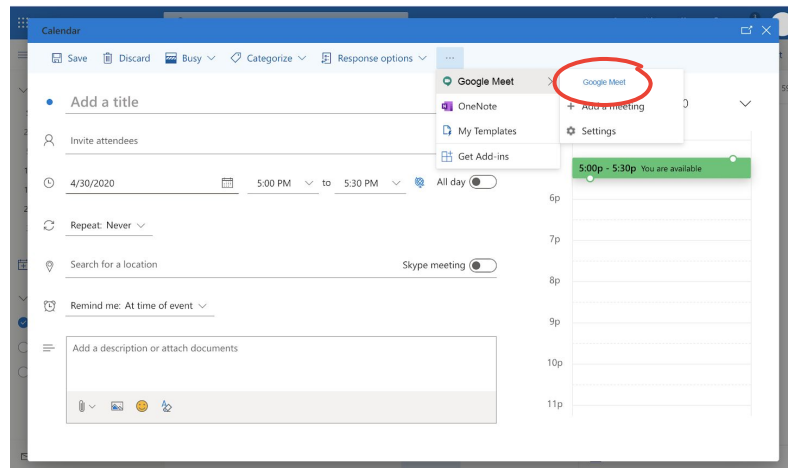 Calendar
Save Discard Busy Categorize Response options ...
Google Meet
Google Meet
Add a title
OneNote
+ Add a meeting
My Templates
Settings
Invite attendees
Get Add-ins
5:00p - 5:30p You are available
4/30/2020 5:00 PM to 5:30 PM All day
6p
Repeat: Never
7p
Search for a location Skype meeting
8p
Remind me: At time of event
9p
Add a description or attach documents
10p
11p